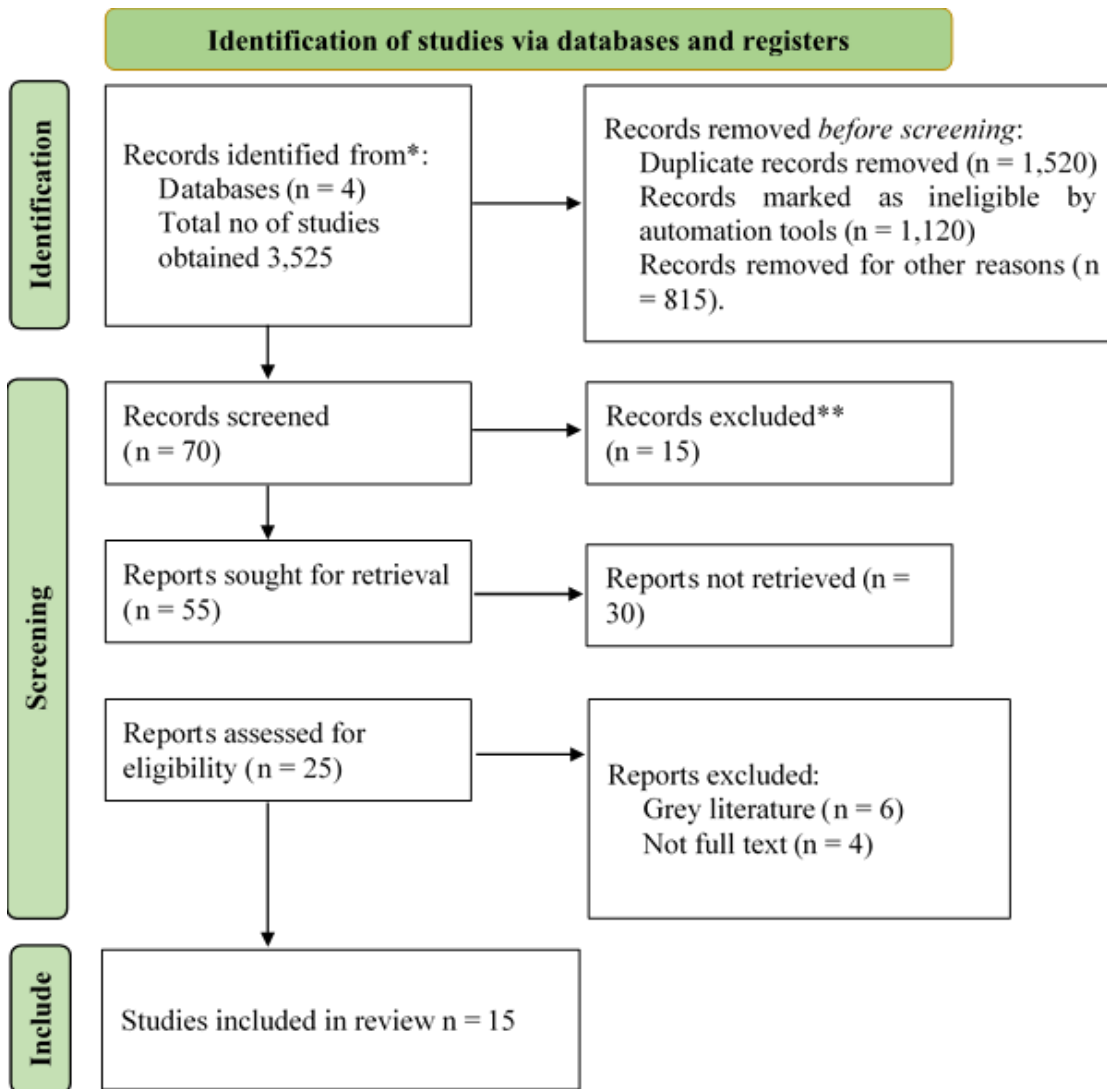 Identification of studies via databases and registers
Identification
Records identified from*:
Databases (n = 4)
Total no of studies
obtained 3,525
Records removed before screening:
Duplicate records removed (n = 1,520)
Records marked as ineligible by
automation tools (n = 1,120)
Records removed for other reasons (n
= 815).
Screening
Records screened
(n = 70)
Records excluded**
(n = 15)
Reports sought for retrieval
(n = 55)
Reports not retrieved (n =
30)
Reports assessed for
eligibility (n = 25)
Reports excluded:
Grey literature (n = 6)
Not full text (n = 4)
Include
Studies included in review n = 15